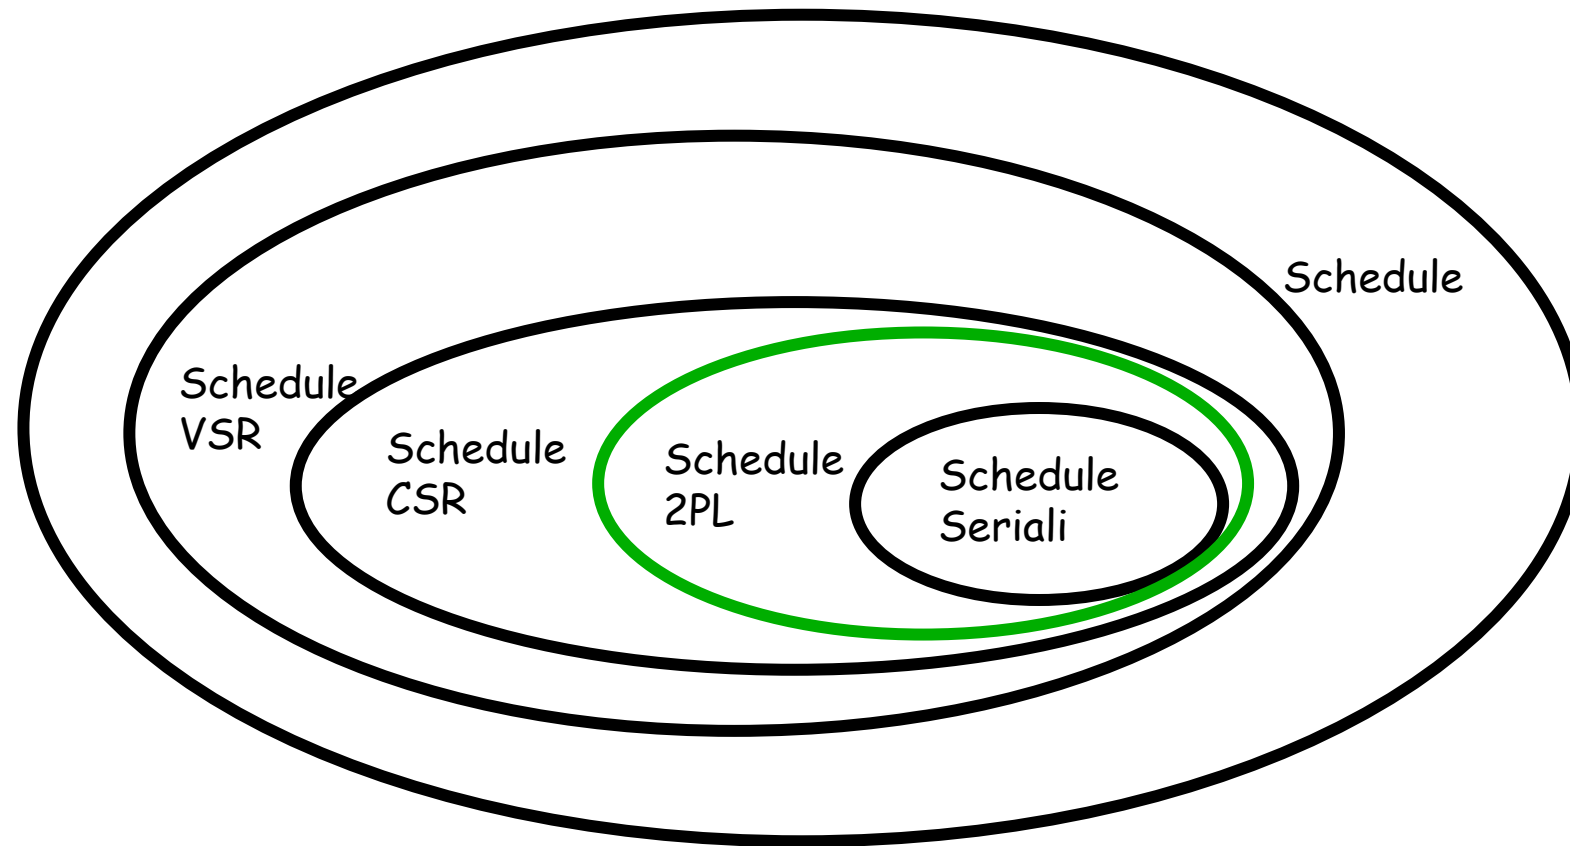 Schedule
Schedule
VSR
Schedule
CSR
Schedule
2PL
Schedule
Seriali